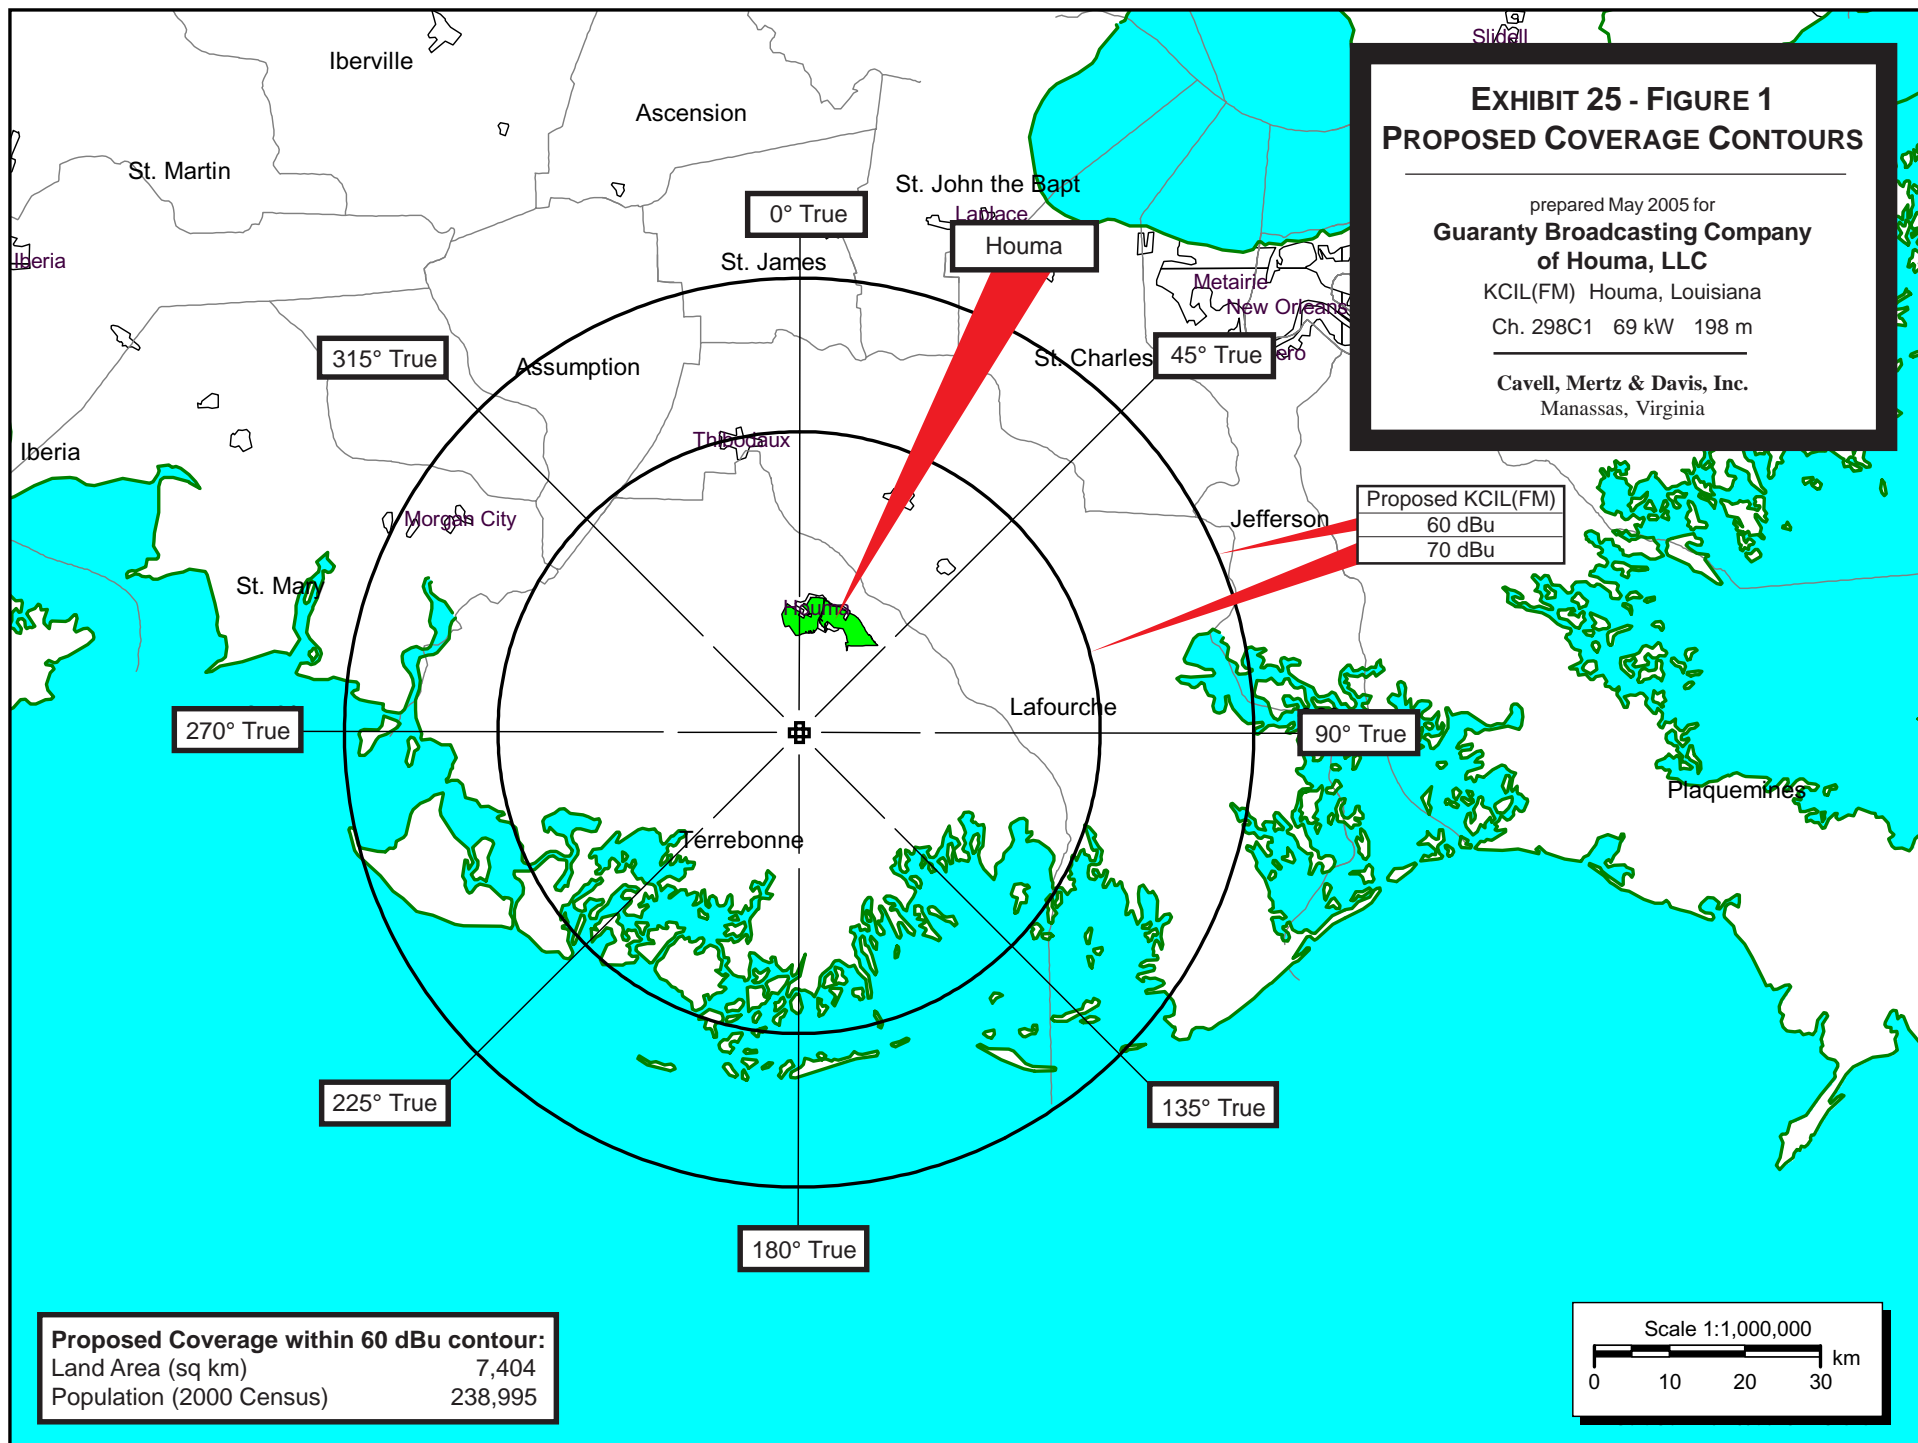 Slidell
Iberville
EXHIBIT 25 - FIGURE 1
PROPOSED COVERAGE CONTOURS
Ascension
St. Martin
St. John the Bapt
prepared May 2005 for
0° True
Laplace
Guaranty Broadcasting Company
Houma
of Houma, LLC
Iberia
St. James
Metairie
KCIL(FM) Houma, Louisiana
New Orleans
Ch. 298C1 69 kW 198 m
315° True
Assumption
St. Charles
45° True
ero
Cavell, Mertz & Davis, Inc.
Manassas, Virginia
Thibodaux
Iberia
Proposed KCIL(FM)
Morgan City
Jefferson
60 dBu
70 dBu
St. Mary
Houma
Lafourche
270° True
90° True
Plaquemines
Terrebonne
225° True
135° True
180° True
Proposed Coverage within 60 dBu contour:
Land Area (sq km) 7,404
Population (2000 Census) 238,995
Scale 1:1,000,000
km
0 10 20 30